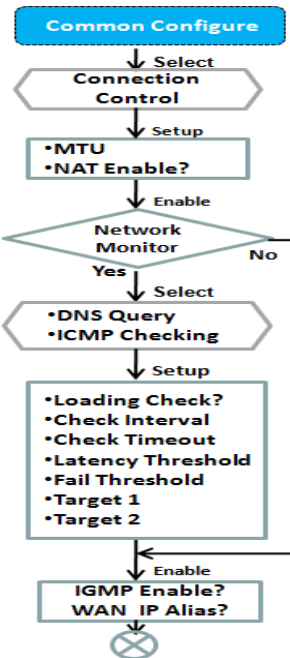 Common Configure
Select
Connection
Control
Setup
•MTU
•NAT Enable?
Enable
Network
Monitor
No
Yes
Select
•DNS Query
•ICMP Checking
Setup
•Loading Check?
•Check Interval
•Check Timeout
•Latency Threshold
•Fail Threshold
•Target 1
•Target 2
Enable
IGMP Enable?
WAN IP Alias?